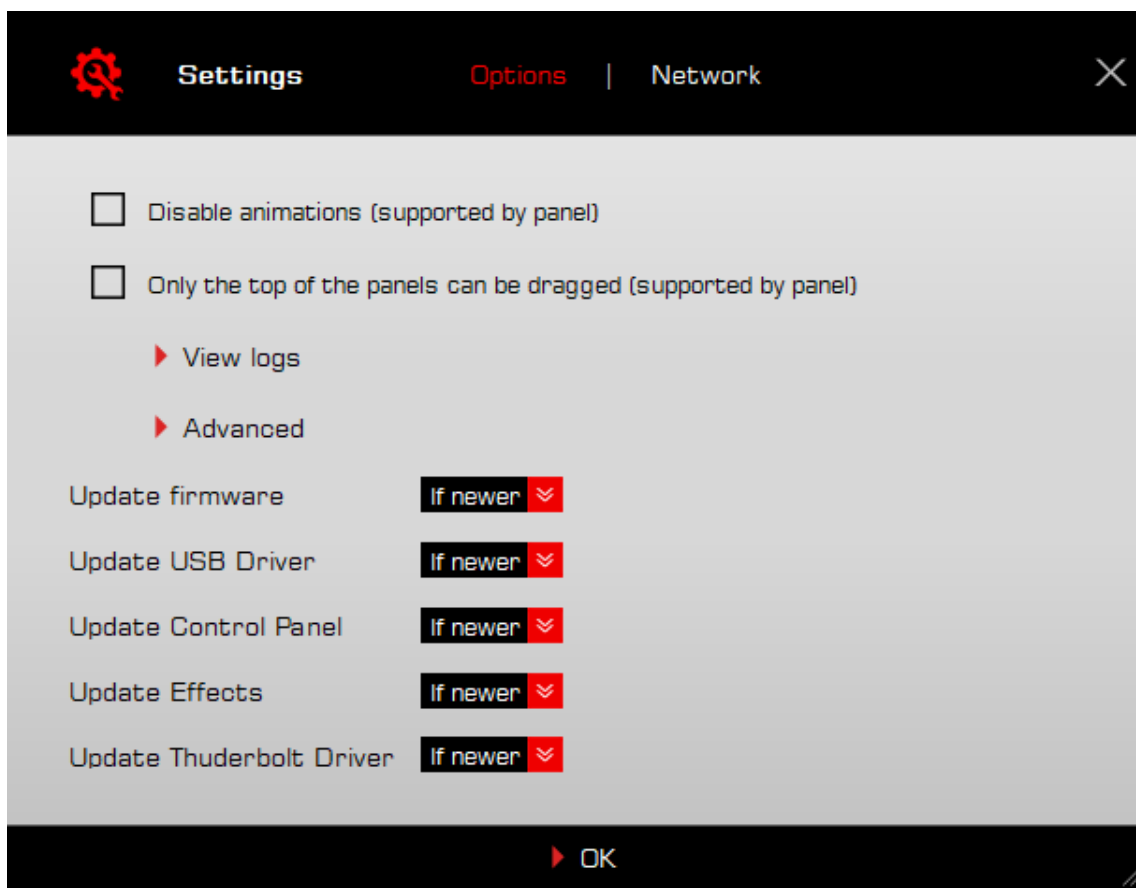 Settings Options | Network
Disable animations (supported by panel)
Only the top of the panels can be dragged (supported by panel)
View logs
Advanced
Update firmware If newer
Update USB Driver If newer
Update Control Panel If newer
Update Effects If newer
Update Thuderbolt Driver If newer
OK